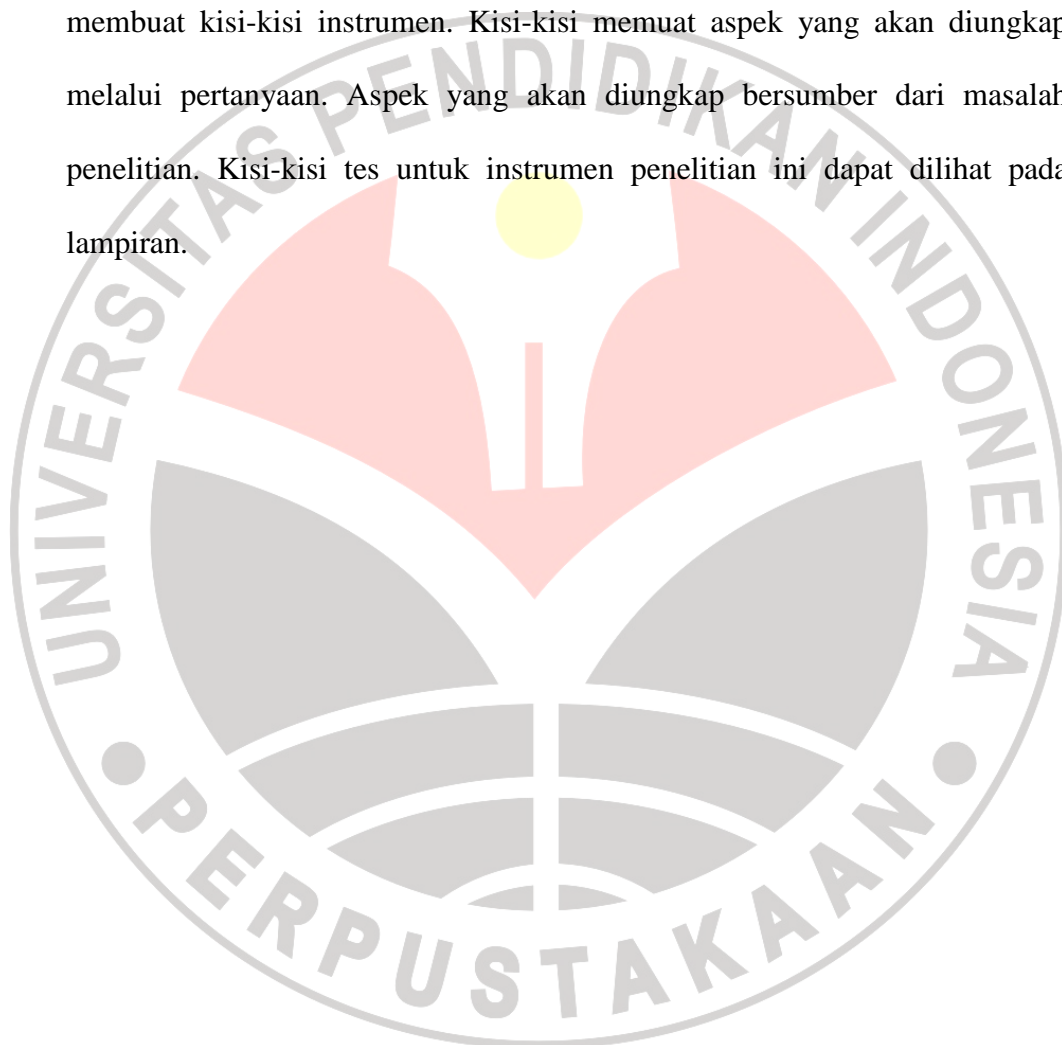 membuat kisi-kisi instrumen. Kisi-kisi memuat aspek yang akan diungkap
melalui pertanyaan. Aspek yang akan diungkap bersumber dari masalah
penelitian. Kisi-kisi tes untuk instrumen penelitian ini dapat dilihat pada
lampiran.
UNIVERSITAS PENDIDIKAN INDONESIA
PERPUSTAKAAN